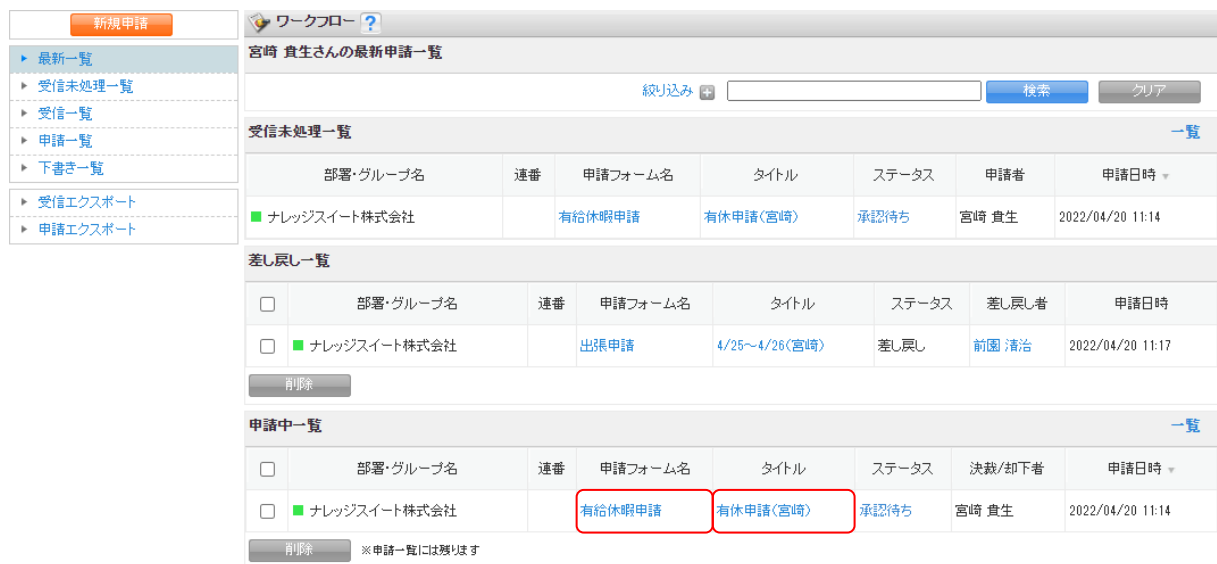 新規申請
最新一覧
受信未処理一覧
受信一覧
申請一覧
下書き一覧
受信エクスポート
申請エクスポート
ワークフロー ?
宮崎 貴生さんの最新申請一覧
絞り込み 検索 クリア
受信未処理一覧 一覧
部署・グループ名 連番 申請フォーム名 タイトル ステータス 申請者 申請日時
ナレッジスイート株式会社 有給休暇申請 有休申請(宮崎) 承認待ち 宮崎 貴生 2022/04/20 11:14
差し戻し一覧
部署・グループ名 連番 申請フォーム名 タイトル ステータス 差し戻し者 申請日時
ナレッジスイート株式会社 出張申請 4/25～4/26(宮崎) 差し戻し 前園 清治 2022/04/20 11:17
削除
申請中一覧 一覧
部署・グループ名 連番 申請フォーム名 タイトル ステータス 決裁/却下者 申請日時
ナレッジスイート株式会社 有給休暇申請 有休申請(宮崎) 承認待ち 宮崎 貴生 2022/04/20 11:14
削除 ※申請一覧には残ります